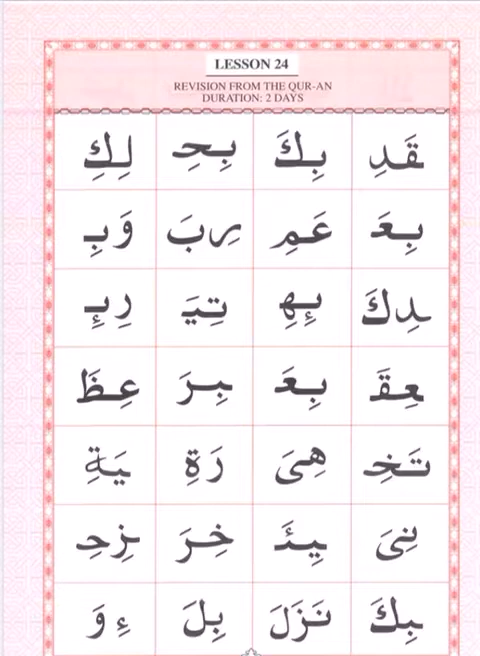 LESSON 24
REVISION FROM THE QUR-AN
DURATION: 2 DAYS
قَدِ بِكَ بِحِ لِكِ
بِعَ عَمِ رِبَ وَبِ
دِكَ بِهِ تِيَ رِبِ
عِقَ بِعَ بِرَ عِظَ
تَخِ هِىَ رَةِ يَةِ
نِىَ يِئَ خِرَ زِحِ
بِكَ نَزَلَ بِلَ ءِ وَ